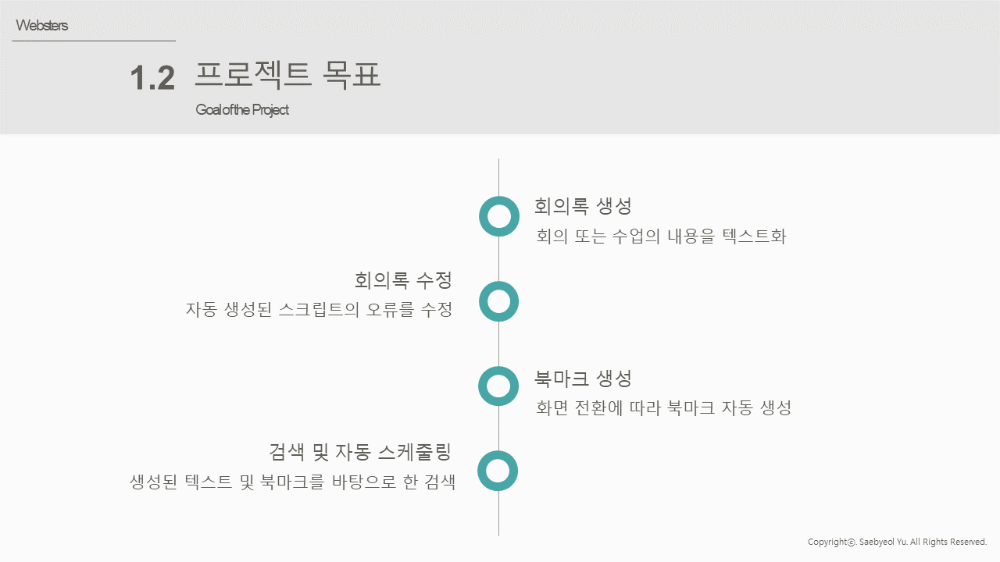 Websters
1.2 프로젝트 목표
Goal of the Project
회의록 생성
회의 또는 수업의 내용을 텍스트화
회의록 수정
자동 생성된 스크립트의 오류를 수정
북마크 생성
화면 전환에 따라 북마크 자동 생성
검색 및 자동 스케줄링
생성된 텍스트 및 북마크를 바탕으로 한 검색
Copyrightⓒ. Saebyeol Yu. All Rights Reserved.